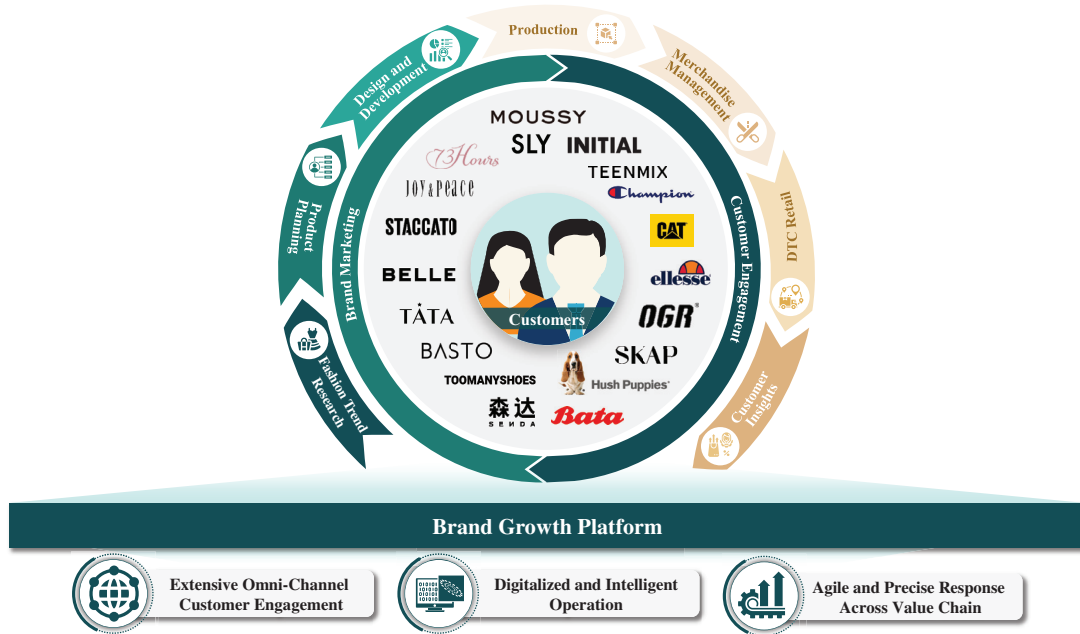 Production
Design and
Development
Merchandise
Management
Product
Planning
DTC Retail
Fashion Trend
Research
Customer
Insights
Brand Marketing
Customer Engagement
MOUSSY
SLY
INITIAL
73Hours
TEENMIX
JOY & PEACE
Champion
STACCATO
CAT
BELLE
ellesse
TATA
OGR®
BASTO
SKAP
TOOMANYSHOES
Hush Puppies®
森达
SENDA
Bata
Customers
Brand Growth Platform
Extensive Omni-Channel
Customer Engagement
Digitalized and Intelligent
Operation
Agile and Precise Response
Across Value Chain